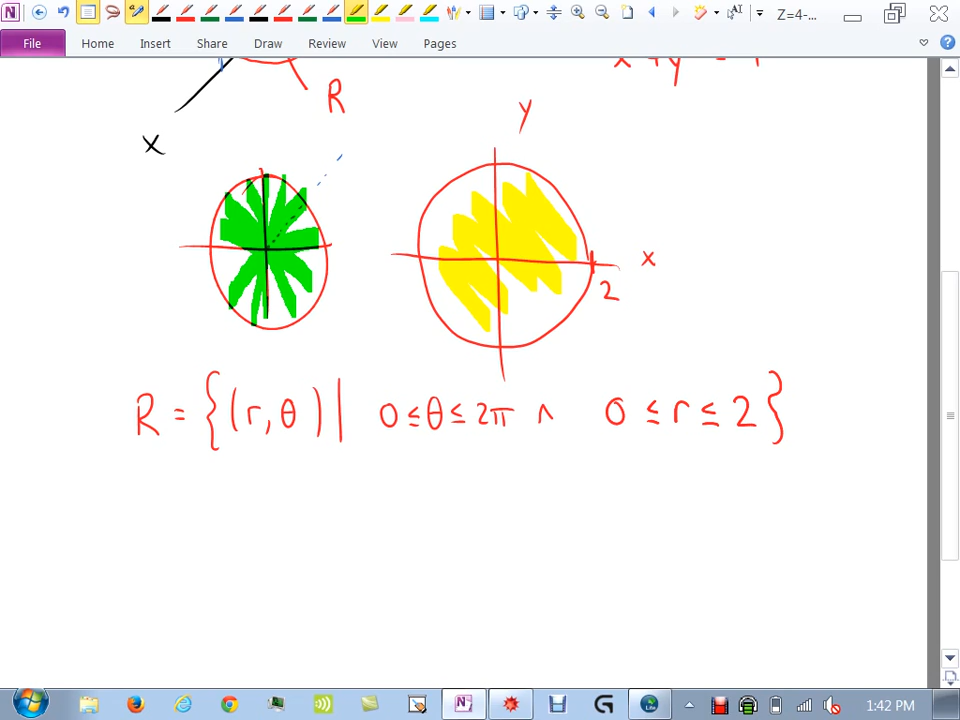 Z=4-...
File Home Insert Share Draw Review View Pages
R
y
x
x
2
R = {(r, θ) | 0 ≤ θ ≤ 2π ∧ 0 ≤ r ≤ 2}
1:42 PM